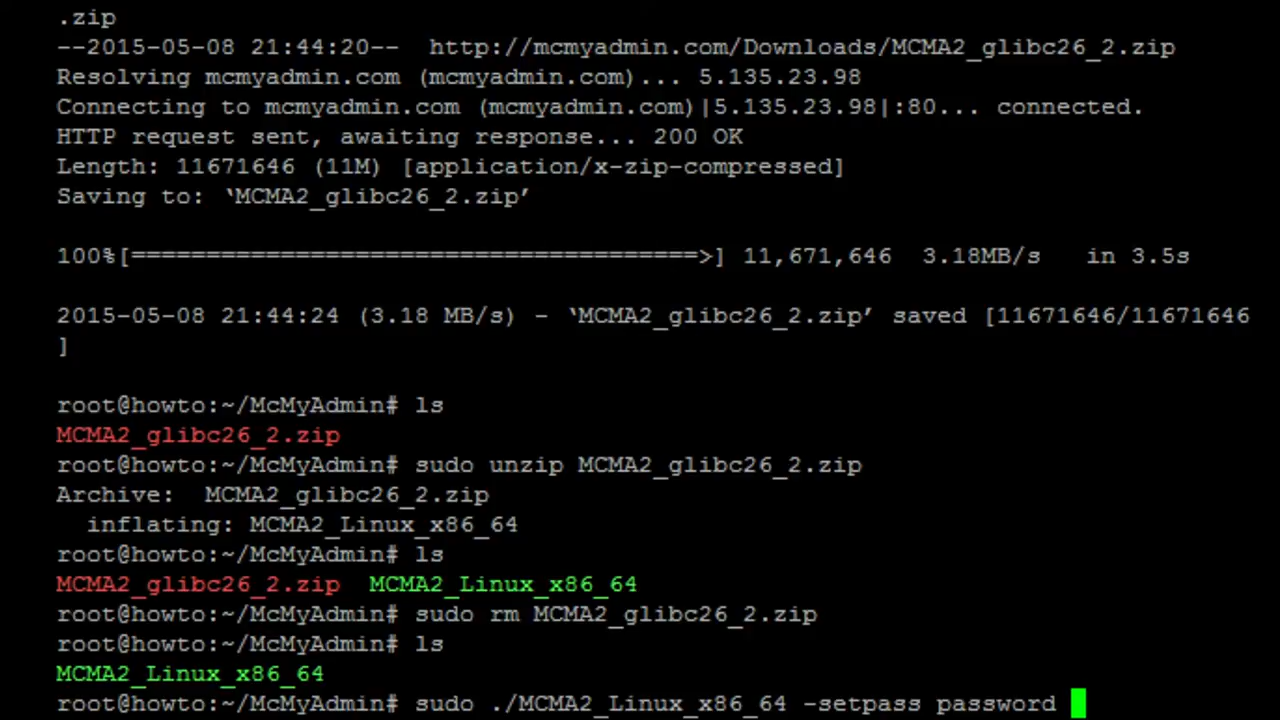 .zip
--2015-05-08 21:44:20--  http://mcmyadmin.com/Downloads/MCMA2_glibc26_2.zip
Resolving mcmyadmin.com (mcmyadmin.com)... 5.135.23.98
Connecting to mcmyadmin.com (mcmyadmin.com)|5.135.23.98|:80... connected.
HTTP request sent, awaiting response... 200 OK
Length: 11671646 (11M) [application/x-zip-compressed]
Saving to: ‘MCMA2_glibc26_2.zip’
100%[======================================>] 11,671,646  3.18MB/s   in 3.5s
2015-05-08 21:44:24 (3.18 MB/s) - ‘MCMA2_glibc26_2.zip’ saved [11671646/11671646
]
root@howto:~/McMyAdmin# ls
MCMA2_glibc26_2.zip
root@howto:~/McMyAdmin# sudo unzip MCMA2_glibc26_2.zip
Archive:  MCMA2_glibc26_2.zip
  inflating: MCMA2_Linux_x86_64
root@howto:~/McMyAdmin# ls
MCMA2_glibc26_2.zip  MCMA2_Linux_x86_64
root@howto:~/McMyAdmin# sudo rm MCMA2_glibc26_2.zip
root@howto:~/McMyAdmin# ls
MCMA2_Linux_x86_64
root@howto:~/McMyAdmin# sudo ./MCMA2_Linux_x86_64 -setpass password